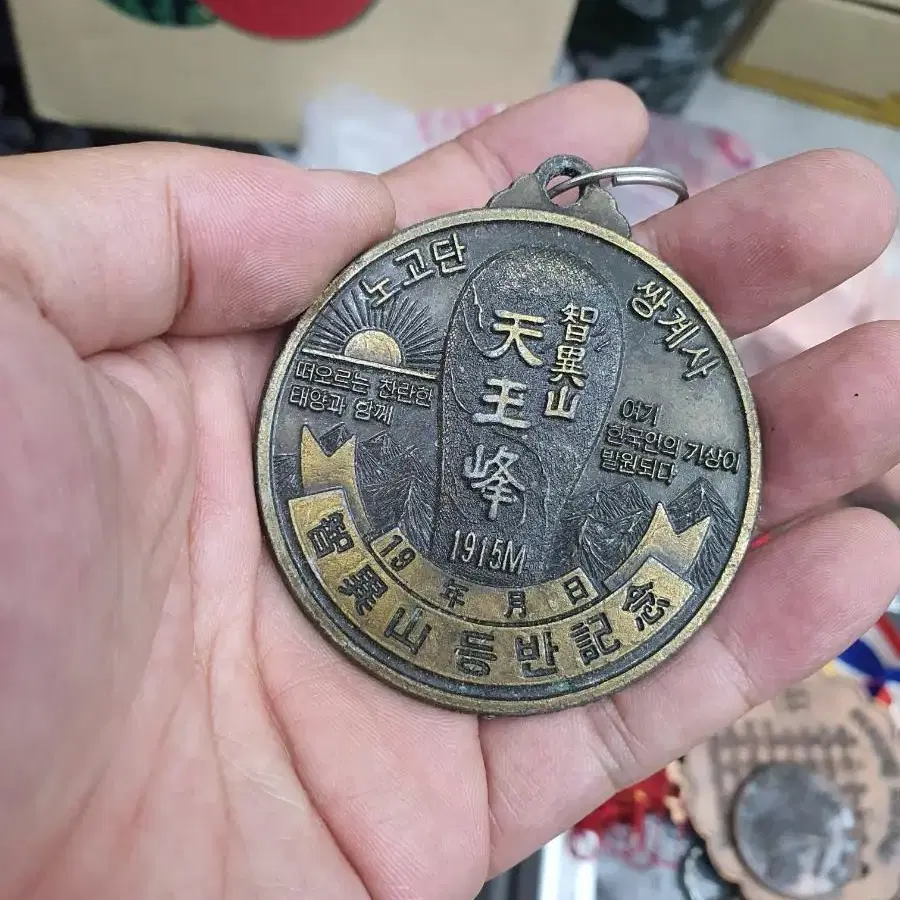 노고단
쌍계사
智異山
天王峰
1915M
떠오르는 찬란한
태양과 함께
여기
한국인의 기상이
발원되다
19 年 月 日
智異山등반記念